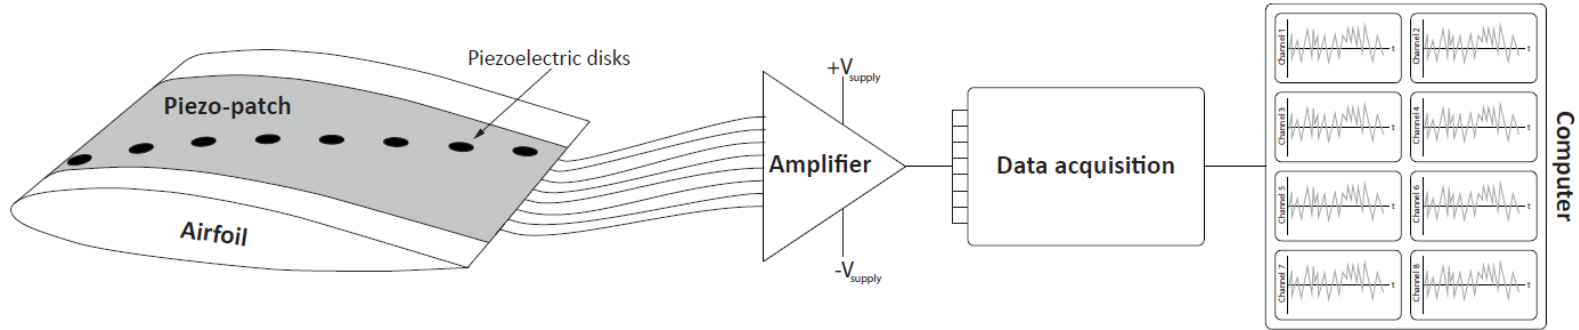 Piezoelectric disks
Piezo-patch
Airfoil
+Vsupply
Amplifier
-Vsupply
Data acquisition
Channel 1
t
Channel 2
t
Channel 3
t
Channel 4
t
Channel 5
t
Channel 6
t
Channel 7
t
Channel 8
t
Computer